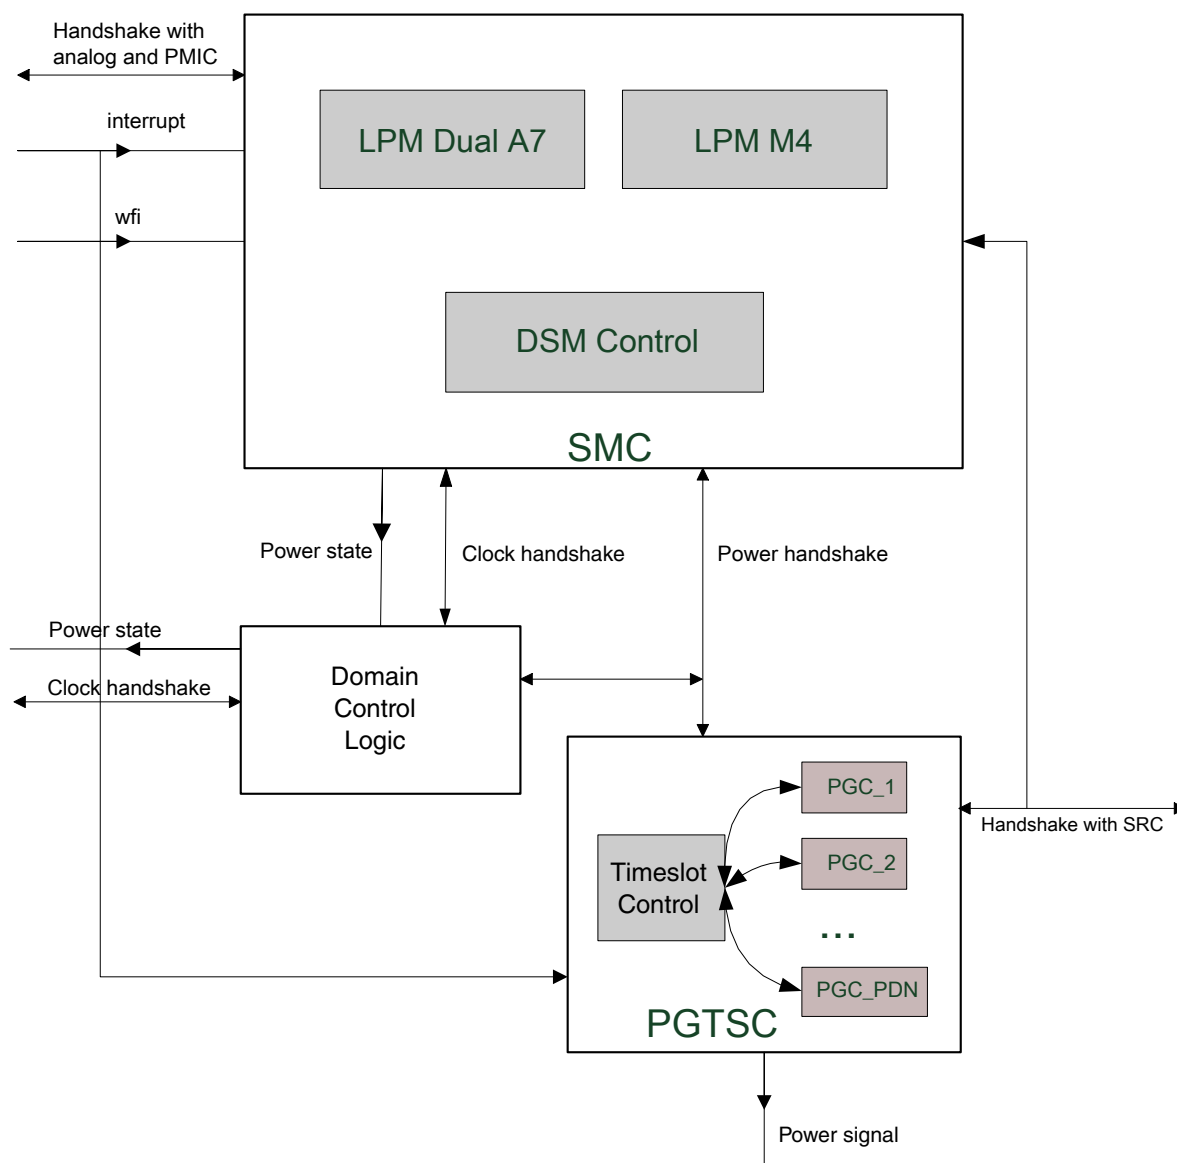 Handshake with
analog and PMIC
interrupt
wfi
LPM Dual A7
LPM M4
DSM Control
SMC
Power state
Clock handshake
Power handshake
Power state
Clock handshake
Domain
Control
Logic
PGC_1
Handshake with SRC
Timeslot
Control
PGC_2
...
PGC_PDN
PGTSC
Power signal